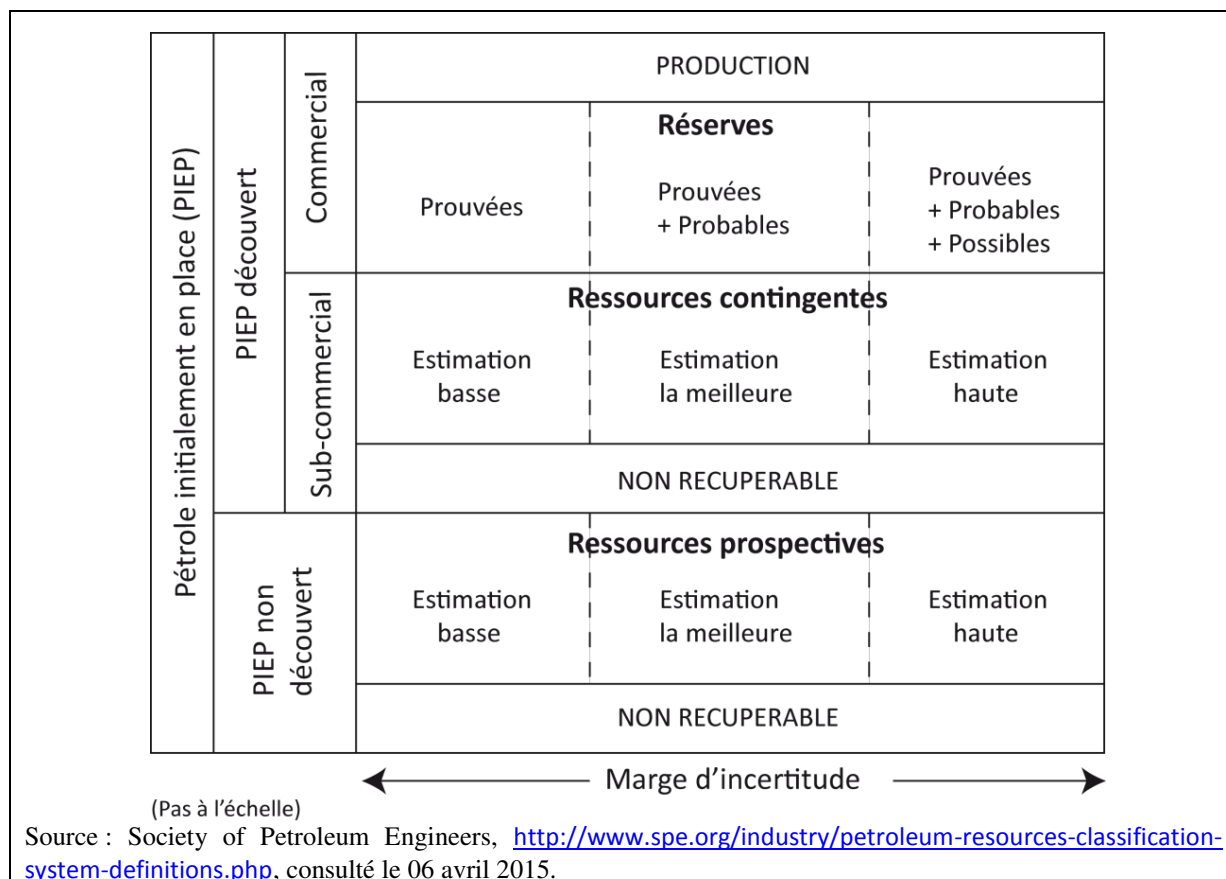 Pétrole initialement en place (PIEP)
PIEP découvert
Commercial
PRODUCTION
Réserves
Prouvées
Prouvées
+ Probables
Prouvées
+ Probables
+ Possibles
Sub-commercial
Ressources contingentes
Estimation
basse
Estimation
la meilleure
Estimation
haute
NON RECUPERABLE
PIEP non
découvert
Ressources prospectives
Estimation
basse
Estimation
la meilleure
Estimation
haute
NON RECUPERABLE
Marge d'incertitude
(Pas à l'échelle)
Source : Society of Petroleum Engineers, http://www.spe.org/industry/petroleum-resources-classification-
system-definitions.php, consulté le 06 avril 2015.